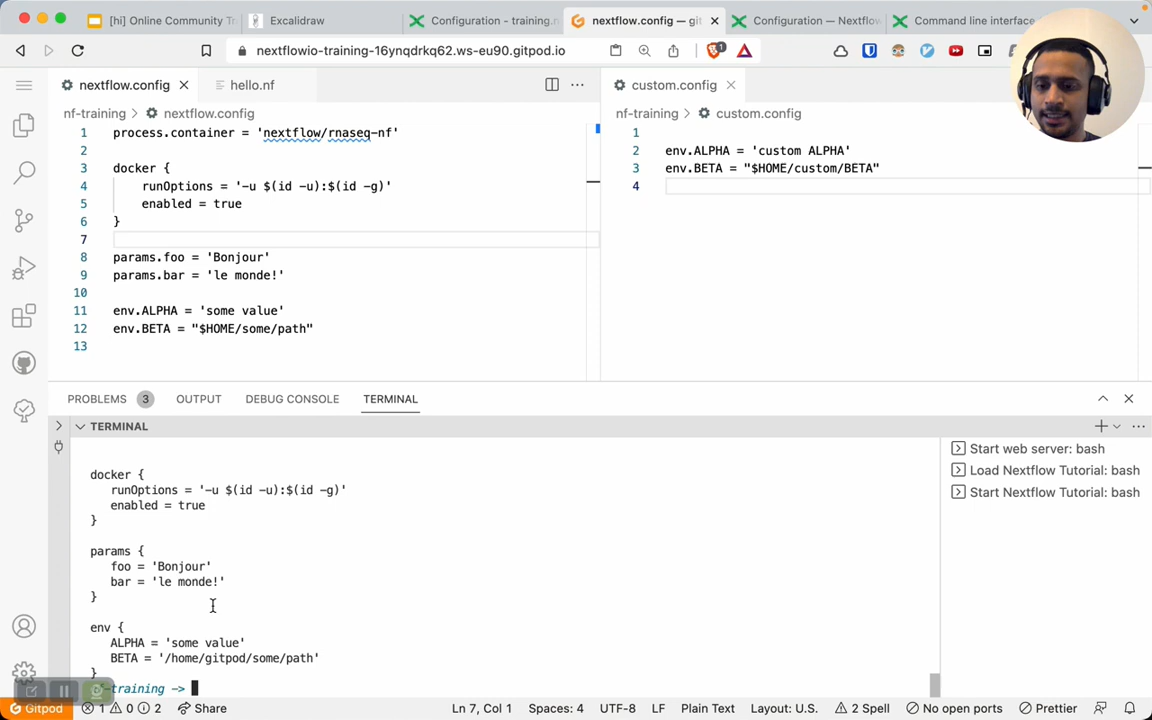 [hi] Online Community Tr
Excalidraw
Configuration - training.n
nextflow.config — git
Configuration — Nextflow
Command line interface
nextflowio-training-16ynqdrkq62.ws-eu90.gitpod.io
1
nextflow.config
hello.nf
custom.config
nf-training > nextflow.config
nf-training > custom.config
1 process.container = 'nextflow/rnaseq-nf'
2
3 docker {
4 runOptions = '-u $(id -u):$(id -g)'
5 enabled = true
6 }
7
8 params.foo = 'Bonjour'
9 params.bar = 'le monde!'
10
11 env.ALPHA = 'some value'
12 env.BETA = "$HOME/some/path"
13
1
2 env.ALPHA = 'custom ALPHA'
3 env.BETA = "$HOME/custom/BETA"
4
PROBLEMS 3 OUTPUT DEBUG CONSOLE TERMINAL
TERMINAL
docker {
runOptions = '-u $(id -u):$(id -g)'
enabled = true
}
params {
foo = 'Bonjour'
bar = 'le monde!'
}
env {
ALPHA = 'some value'
BETA = '/home/gitpod/some/path'
}
-training ->
Start web server: bash
Load Nextflow Tutorial: bash
Start Nextflow Tutorial: bash
Gitpod 1 0 2 Share Ln 7, Col 1 Spaces: 4 UTF-8 LF Plain Text Layout: U.S. 2 Spell No open ports Prettier